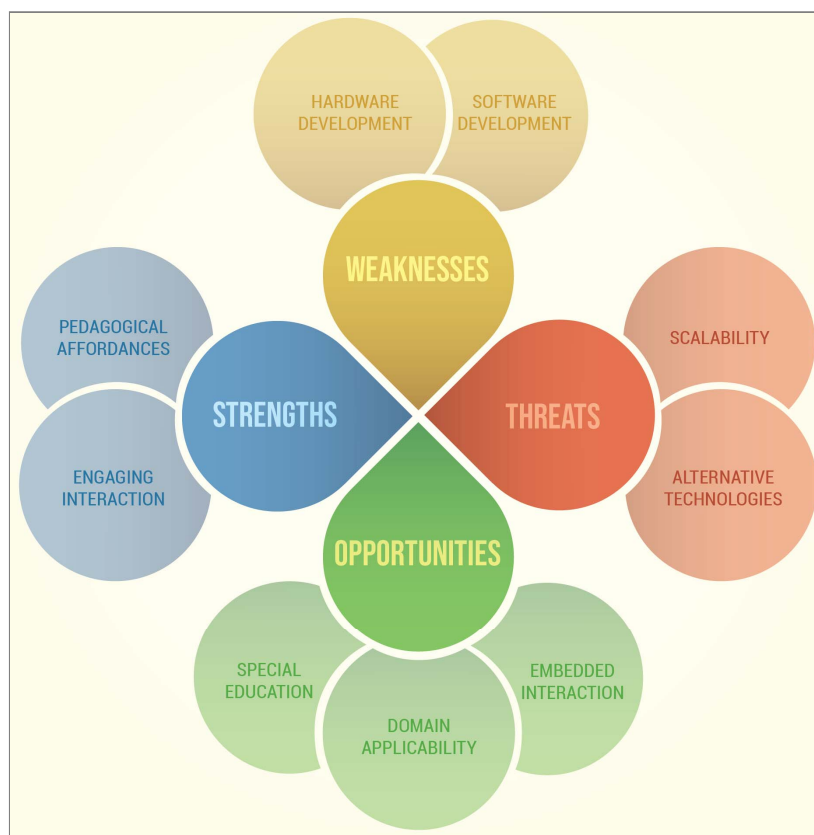 HARDWARE
DEVELOPMENT
SOFTWARE
DEVELOPMENT
WEAKNESSES
PEDAGOGICAL
AFFORDANCES
ENGAGING
INTERACTION
STRENGTHS
THREATS
SCALABILITY
ALTERNATIVE
TECHNOLOGIES
OPPORTUNITIES
SPECIAL
EDUCATION
DOMAIN
APPLICABILITY
EMBEDDED
INTERACTION